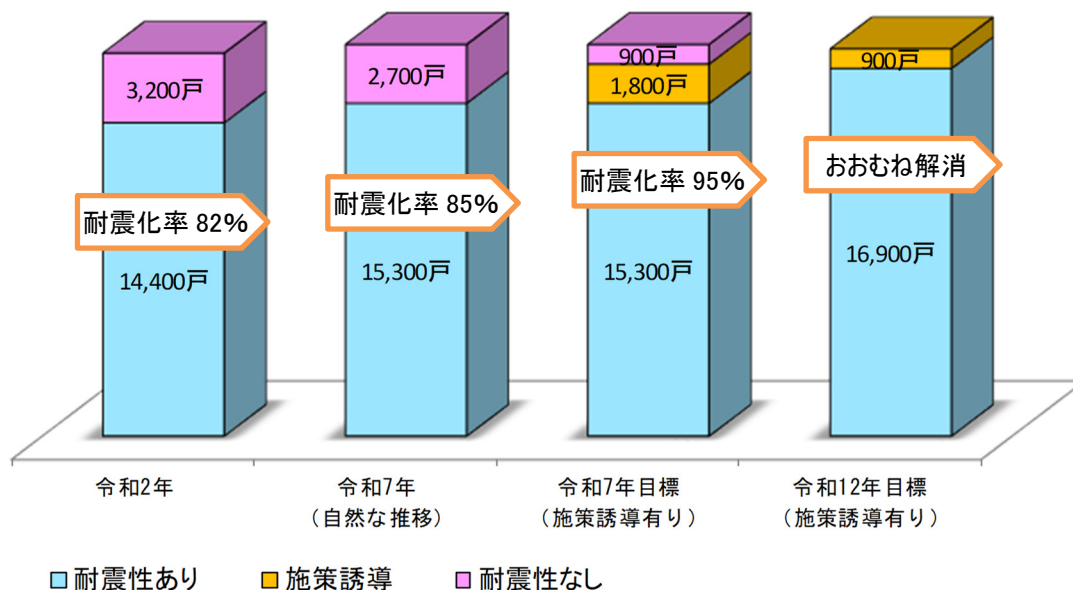 3,200戸
耐震化率 82%
14,400戸
2,700戸
耐震化率 85%
15,300戸
900戸
1,800戸
耐震化率 95%
15,300戸
900戸
おおむね解消
16,900戸
令和2年
令和7年
（自然な推移）
令和7年目標
（施策誘導有り）
令和12年目標
（施策誘導有り）
耐震性あり
施策誘導
耐震性なし